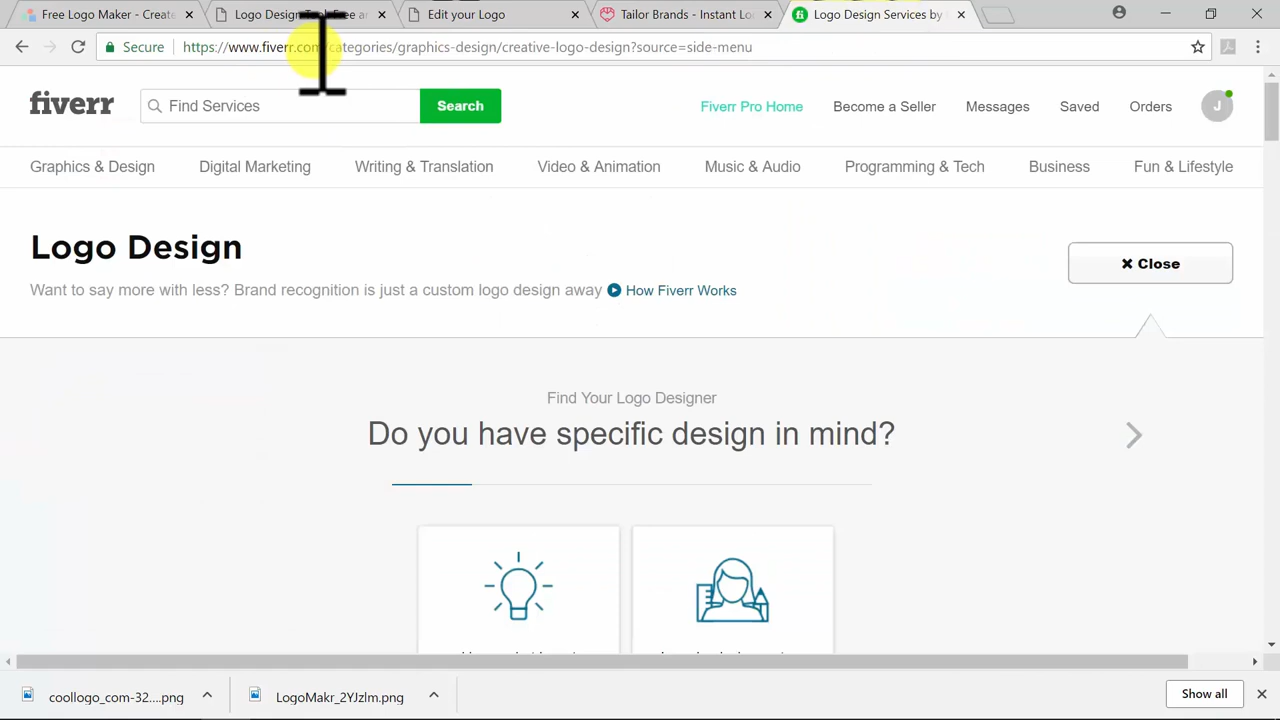 Free Logo Maker - Create
Logo Design Tool
Edit your Logo
Tailor Brands - Instant
Logo Design Services by
Secure
https://www.fiverr.com/categories/graphics-design/creative-logo-design?source=side-menu
fiverr
Find Services
Search
Fiverr Pro Home
Become a Seller
Messages
Saved
Orders
J
Graphics & Design
Digital Marketing
Writing & Translation
Video & Animation
Music & Audio
Programming & Tech
Business
Fun & Lifestyle
Logo Design
Close
Want to say more with less? Brand recognition is just a custom logo design away
How Fiverr Works
Find Your Logo Designer
Do you have specific design in mind?
coollogo_com-32....png
LogoMakr_2YJzlm.png
Show all